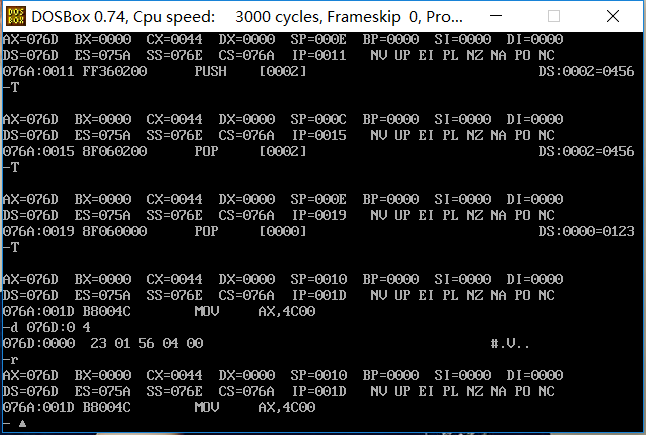 DOSBox 0.74, Cpu speed:    3000 cycles, Frameskip  0, Pro...
AX=076D  BX=0000  CX=0044  DX=0000  SP=000E  BP=0000  SI=0000  DI=0000
DS=076D  ES=075A  SS=076E  CS=076A  IP=0011   NV UP EI PL NZ NA PO NC
076A:0011 FF360200      PUSH    [0002]                             DS:0002=0456
-T
AX=076D  BX=0000  CX=0044  DX=0000  SP=000C  BP=0000  SI=0000  DI=0000
DS=076D  ES=075A  SS=076E  CS=076A  IP=0015   NV UP EI PL NZ NA PO NC
076A:0015 8F060200      POP     [0002]                             DS:0002=0456
-T
AX=076D  BX=0000  CX=0044  DX=0000  SP=000E  BP=0000  SI=0000  DI=0000
DS=076D  ES=075A  SS=076E  CS=076A  IP=0019   NV UP EI PL NZ NA PO NC
076A:0019 8F060000      POP     [0000]                             DS:0000=0123
-T
AX=076D  BX=0000  CX=0044  DX=0000  SP=0010  BP=0000  SI=0000  DI=0000
DS=076D  ES=075A  SS=076E  CS=076A  IP=001D   NV UP EI PL NZ NA PO NC
076A:001D B8004C        MOV     AX,4C00
-d 076D:0 4
076D:0000  23 01 56 04 00                                    #.V..
-r
AX=076D  BX=0000  CX=0044  DX=0000  SP=0010  BP=0000  SI=0000  DI=0000
DS=076D  ES=075A  SS=076E  CS=076A  IP=001D   NV UP EI PL NZ NA PO NC
076A:001D B8004C        MOV     AX,4C00
-